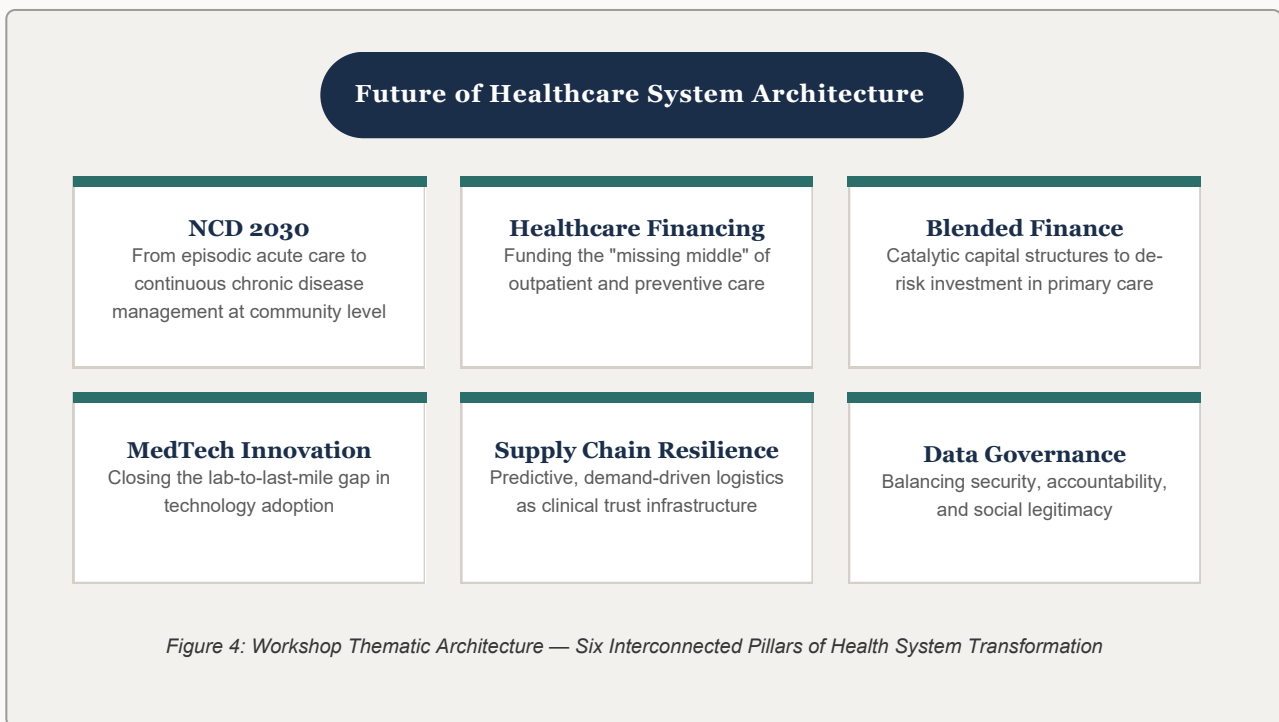 Future of Healthcare System Architecture
NCD 2030
From episodic acute care to
continuous chronic disease
management at community level
Healthcare Financing
Funding the "missing middle" of
outpatient and preventive care
Blended Finance
Catalytic capital structures to de-
risk investment in primary care
MedTech Innovation
Closing the lab-to-last-mile gap in
technology adoption
Supply Chain Resilience
Predictive, demand-driven logistics
as clinical trust infrastructure
Data Governance
Balancing security, accountability,
and social legitimacy
Figure 4: Workshop Thematic Architecture — Six Interconnected Pillars of Health System Transformation